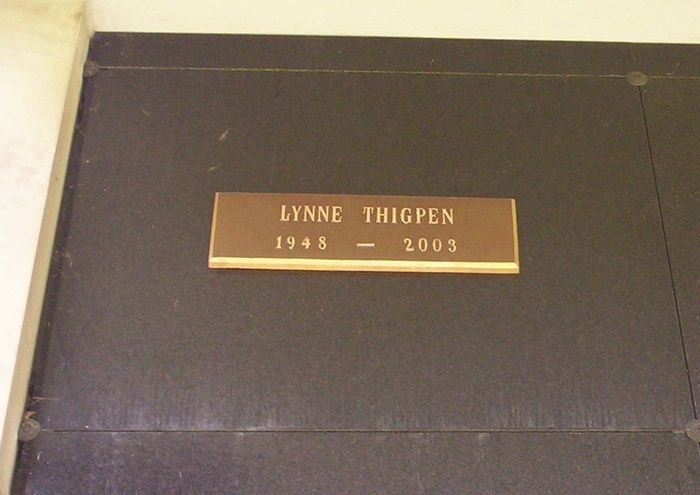 LYNNE THIGPEN
1948 — 2003